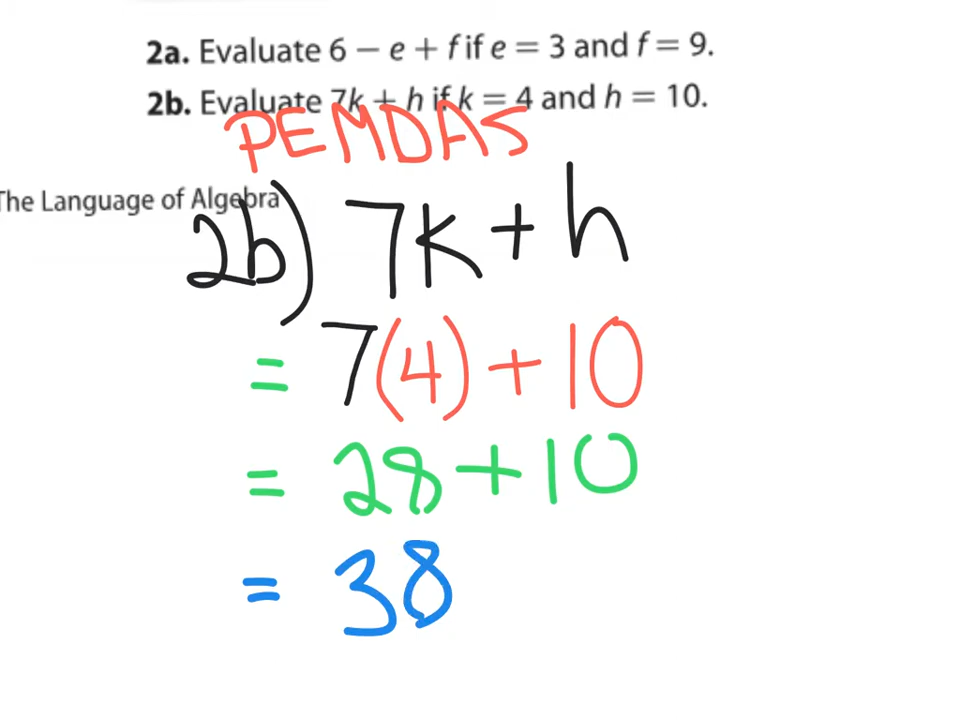 2a. Evaluate 6 − e + f if e = 3 and f = 9.
2b. Evaluate 7k + h if k = 4 and h = 10.
PEMDAS
The Language of Algebra
2b) 7k + h
= 7(4) + 10
= 28 + 10
= 38